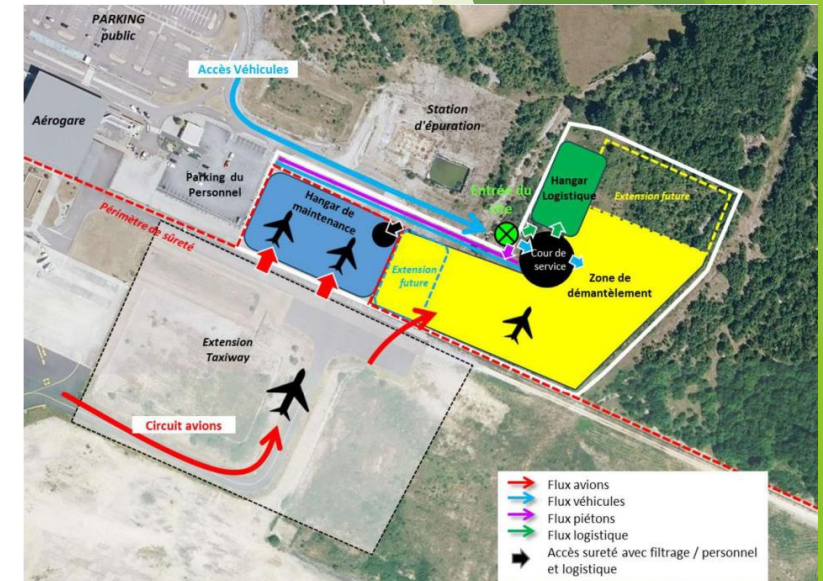 PARKING
public
Accès Véhicules
Aérogare
Station
d'épuration
Parking du
Personnel
Hangar de
maintenance
Périmètre de sûreté
Entrée du
site
Hangar
Logistique
Extension future
Cour de
service
Zone de
démantèlement
Extension
future
Extension
Taxiway
Circuit avions
Flux avions
Flux véhicules
Flux piétons
Flux logistique
Accès sureté avec filtrage / personnel
et logistique